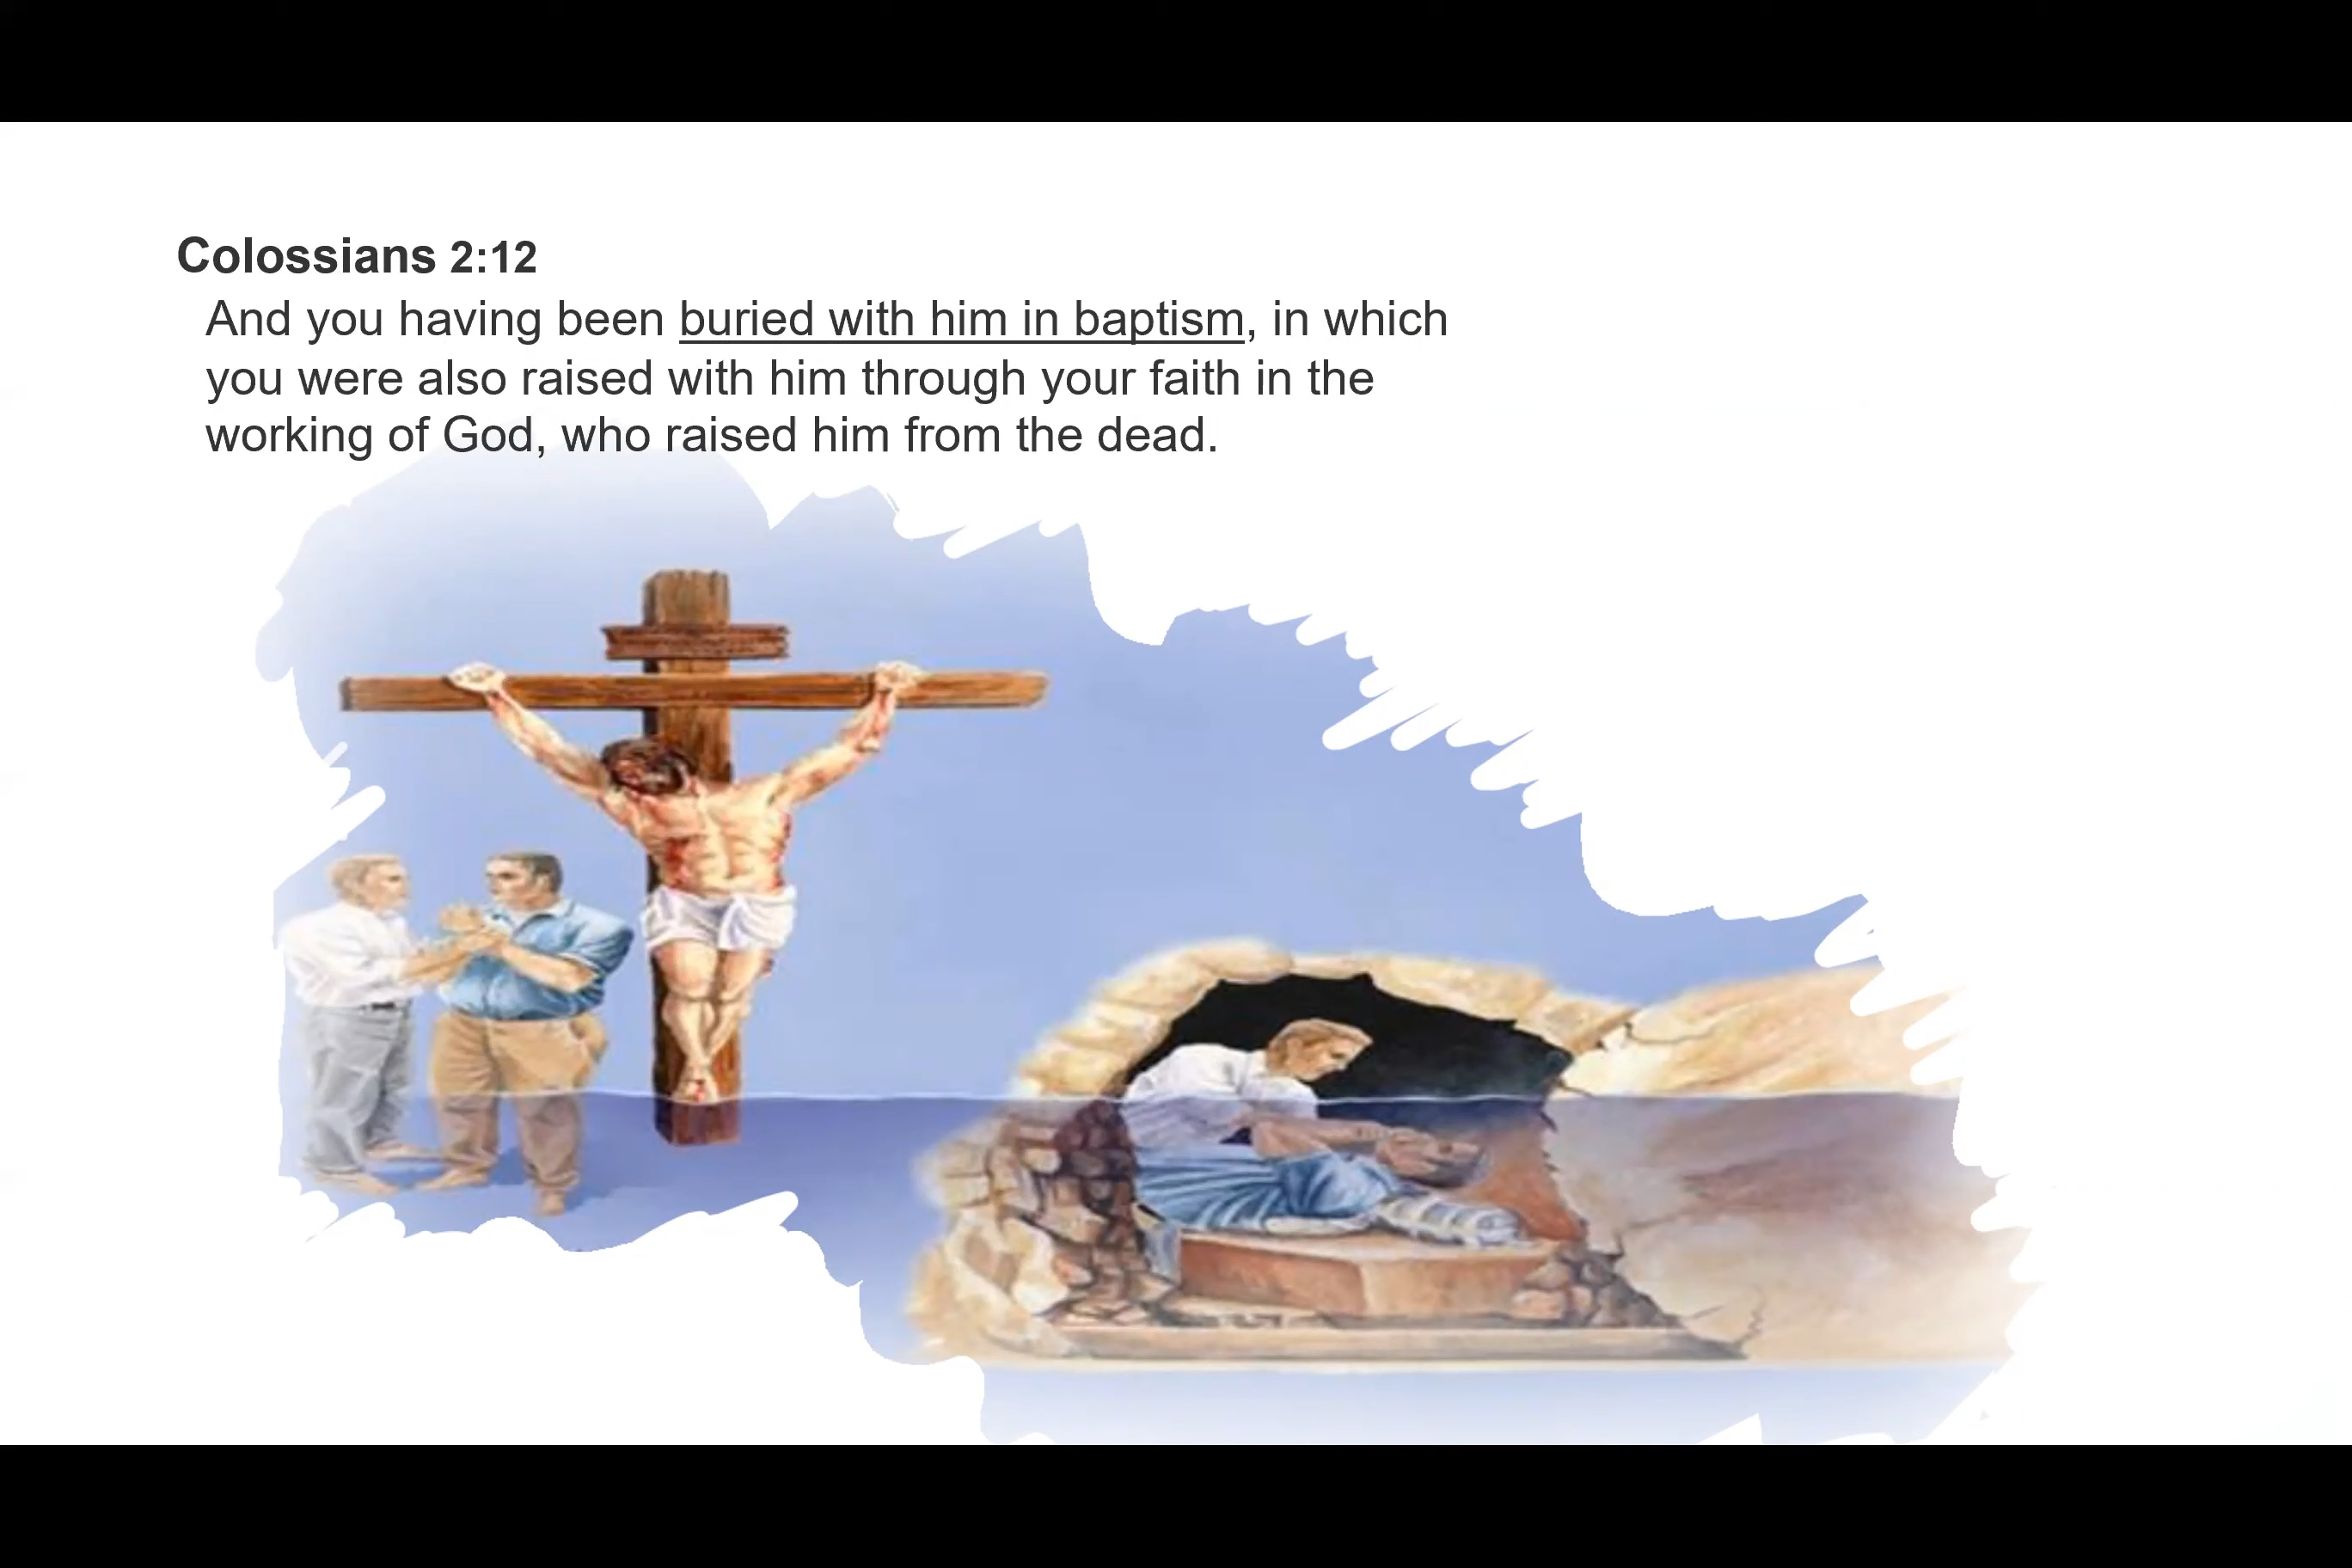 Colossians 2:12
And you having been buried with him in baptism, in which
you were also raised with him through your faith in the
working of God, who raised him from the dead.